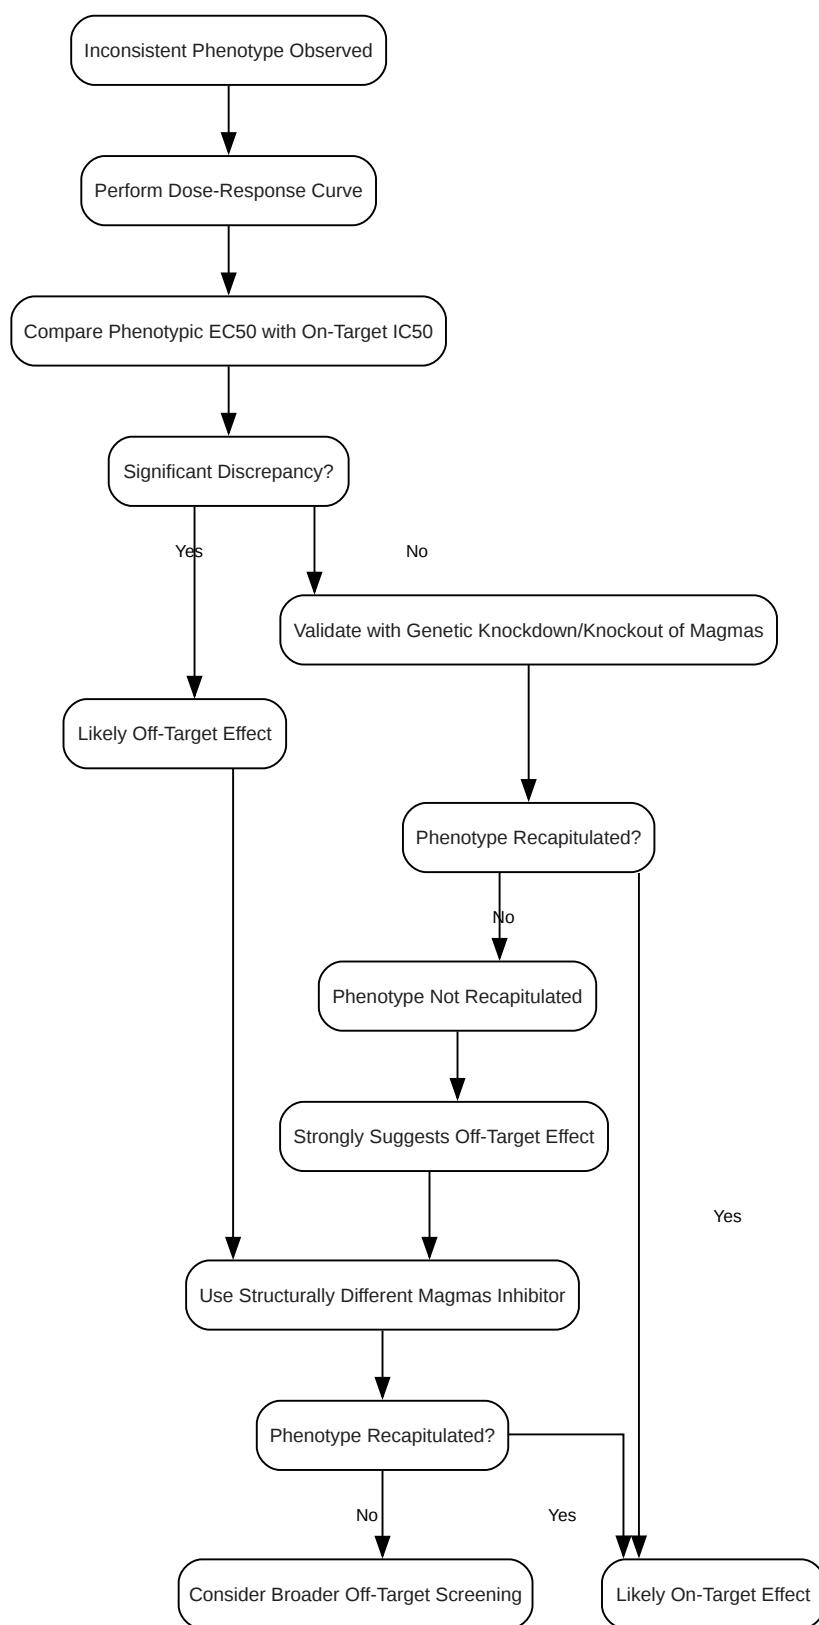 Inconsistent Phenotype Observed
Perform Dose-Response Curve
Compare Phenotypic EC50 with On-Target IC50
Significant Discrepancy?
Yes
No
Validate with Genetic Knockdown/Knockout of Magmas
Likely Off-Target Effect
Phenotype Recapitulated?
No
Phenotype Not Recapitulated
Strongly Suggests Off-Target Effect
Yes
Use Structurally Different Magmas Inhibitor
Phenotype Recapitulated?
No
Yes
Consider Broader Off-Target Screening
Likely On-Target Effect